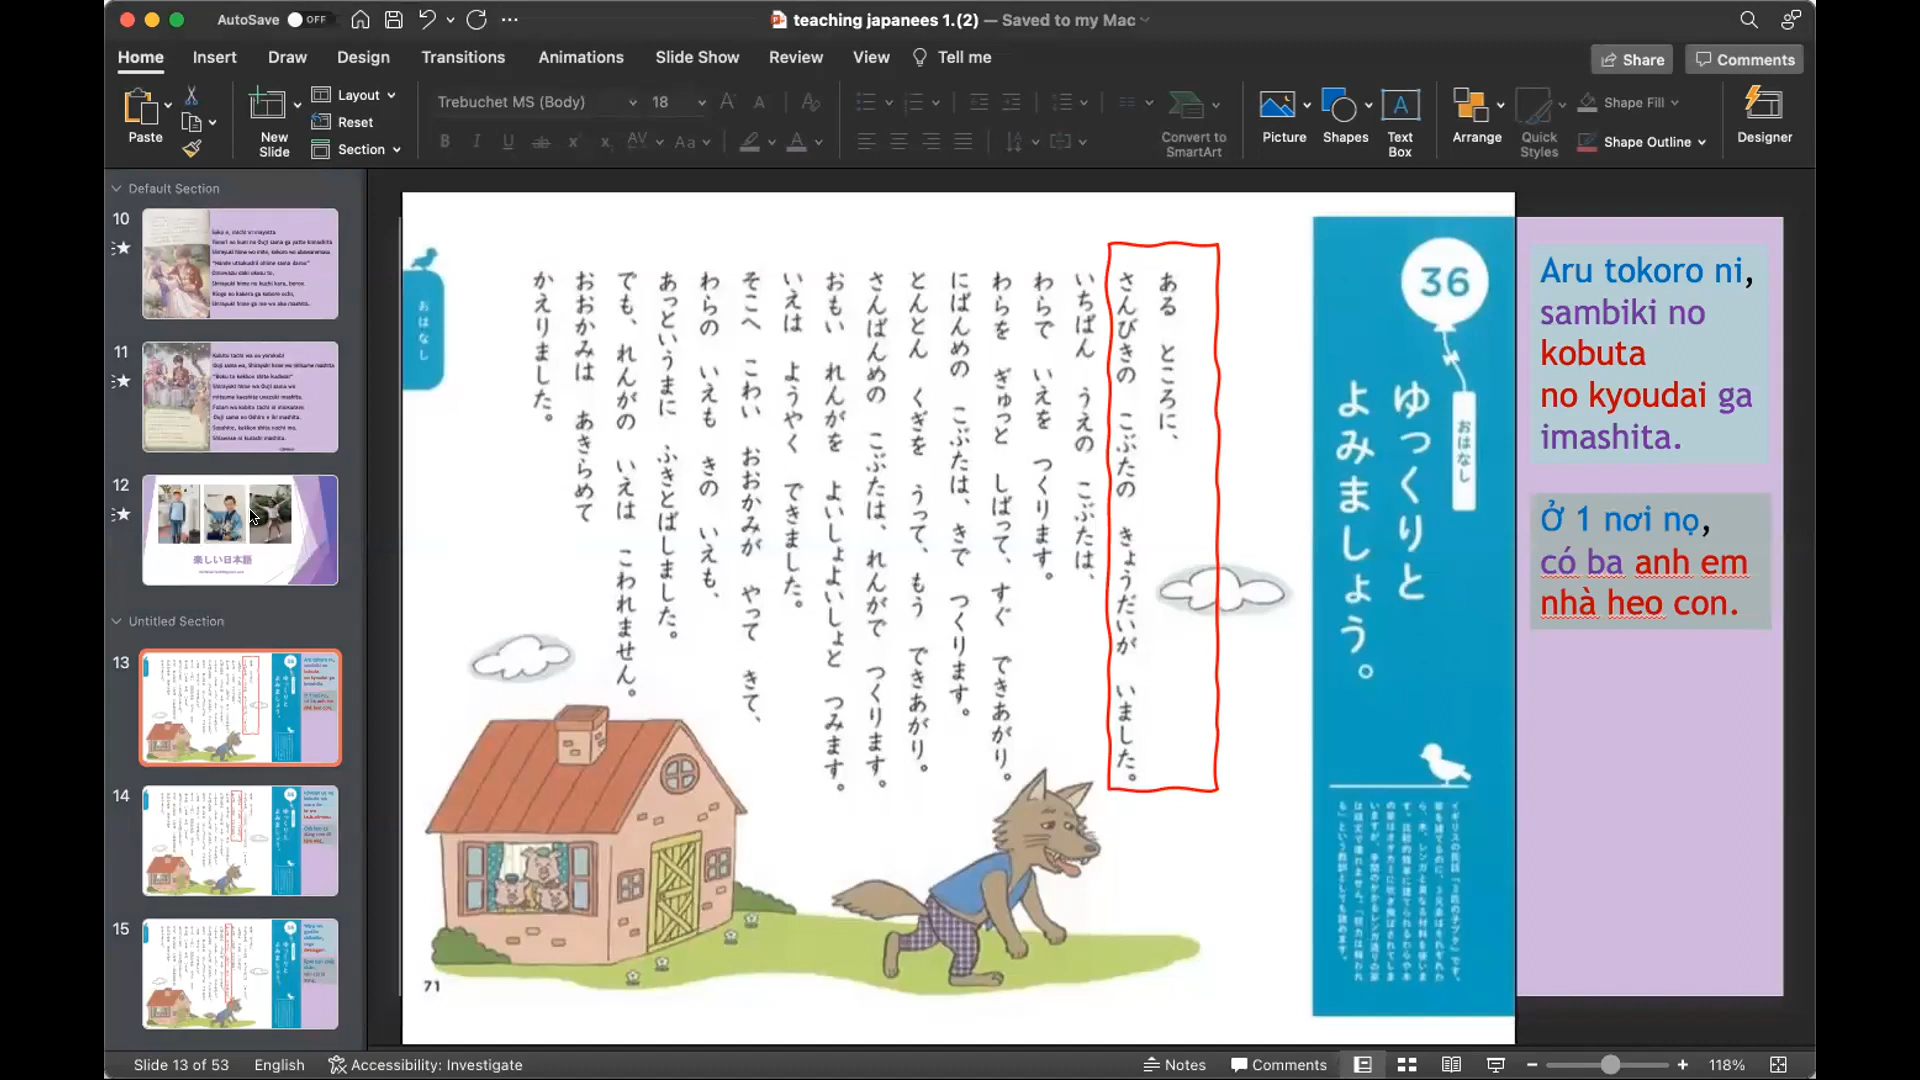 AutoSave OFF
teaching japanees 1.(2) — Saved to my Mac
Home Insert Draw Design Transitions Animations Slide Show Review View Tell me
Share Comments
Paste
New Slide
Layout
Reset
Section
Trebuchet MS (Body) 18
Convert to SmartArt
Picture
Shapes
Text Box
Arrange
Quick Styles
Shape Fill
Shape Outline
Designer
Default Section
10
11
12
楽しい日本語
Untitled Section
13
14
15
36
おはなし
ゆっくりと
よみましょう。
ある ところに、
さんびきの こぶたの きょうだいが いました。
いちばん うえの こぶたは、
わらで いえを つくります。
わらを ぎゅっと しばって、すぐ できあがり。
にばんめの こぶたは、きで つくります。
とんとん くぎを うって、もう できあがり。
さんばんめの こぶたは、れんがで つくります。
おもい れんがを よいしょよいしょと つみます。
いえは ようやく できました。
そこへ こわい おおかみが やって きて、
わらの いえも きの いえも、
あっというまに ふきとばしました。
でも、れんがの いえは こわれません。
おおかみは あきらめて
かえりました。
おはなし
71
Aru tokoro ni,
sambiki no
kobuta
no kyoudai ga
imashita.
Ở 1 nơi nọ,
có ba anh em
nhà heo con.
Slide 13 of 53 English Accessibility: Investigate
Notes Comments 118%